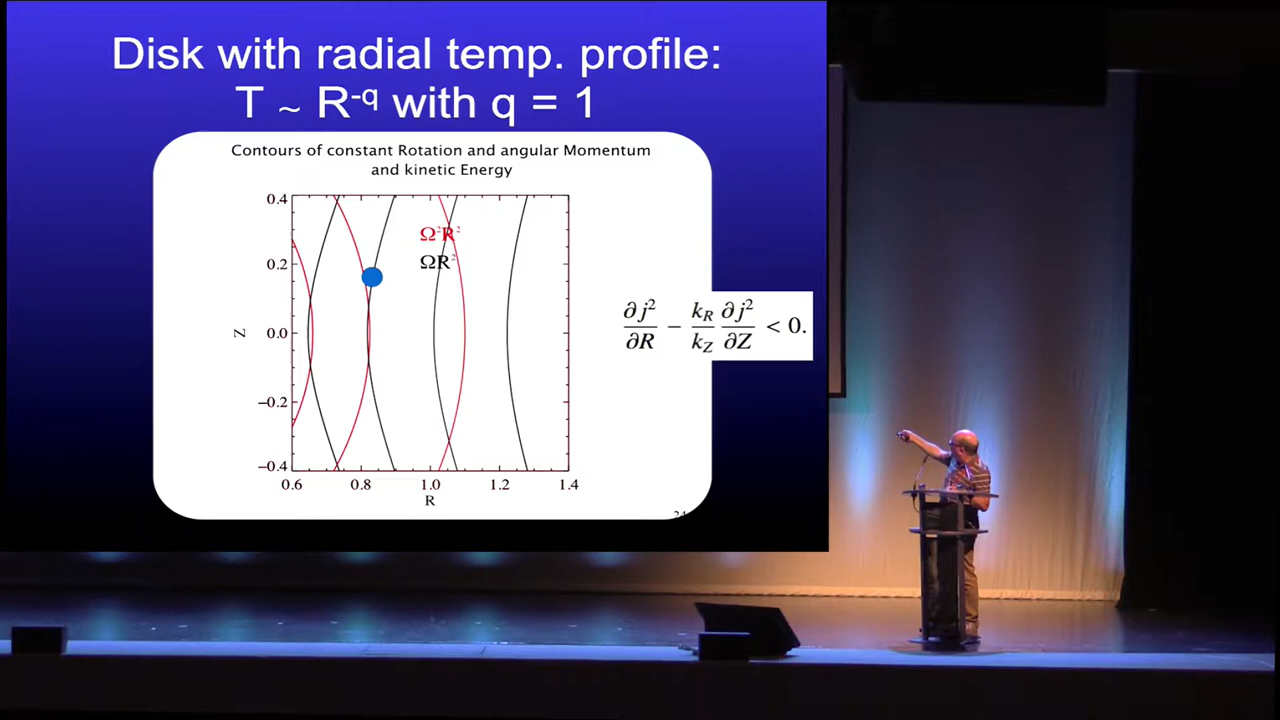 Disk with radial temp. profile:
T ~ R^-q with q = 1
Contours of constant Rotation and angular Momentum
and kinetic Energy
0.4
0.2
0.0
−0.2
−0.4
Z
Ω²R²
ΩR²
0.6 0.8 1.0 1.2 1.4
R
∂j²/∂R − k_R/k_Z ∂j²/∂Z < 0.
24